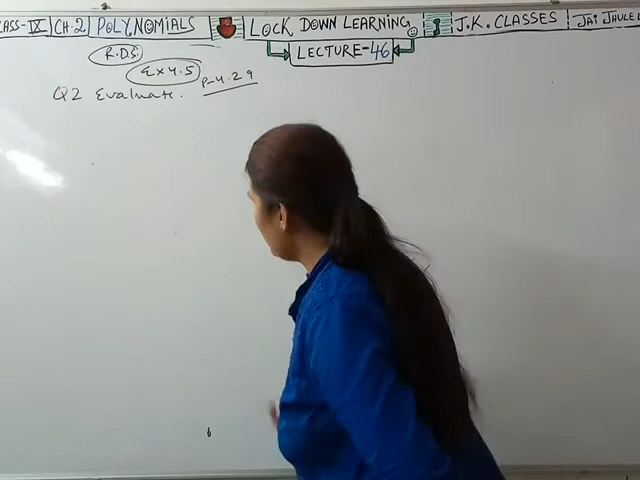 CLASS-IX CH.2 POLYNOMIALS LOCK DOWN LEARNING J.K. CLASSES JAI JHULEL
LECTURE-46
R.D.S.
Ex 4.5 P-4.29
Q2 Evaluate.